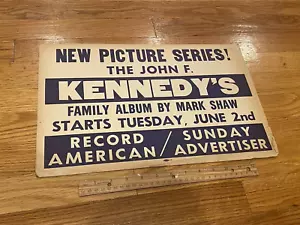 NEW PICTURE SERIES!
THE JOHN F.
KENNEDY'S
FAMILY ALBUM BY MARK SHAW
STARTS TUESDAY, JUNE 2nd
RECORD AMERICAN / SUNDAY ADVERTISER